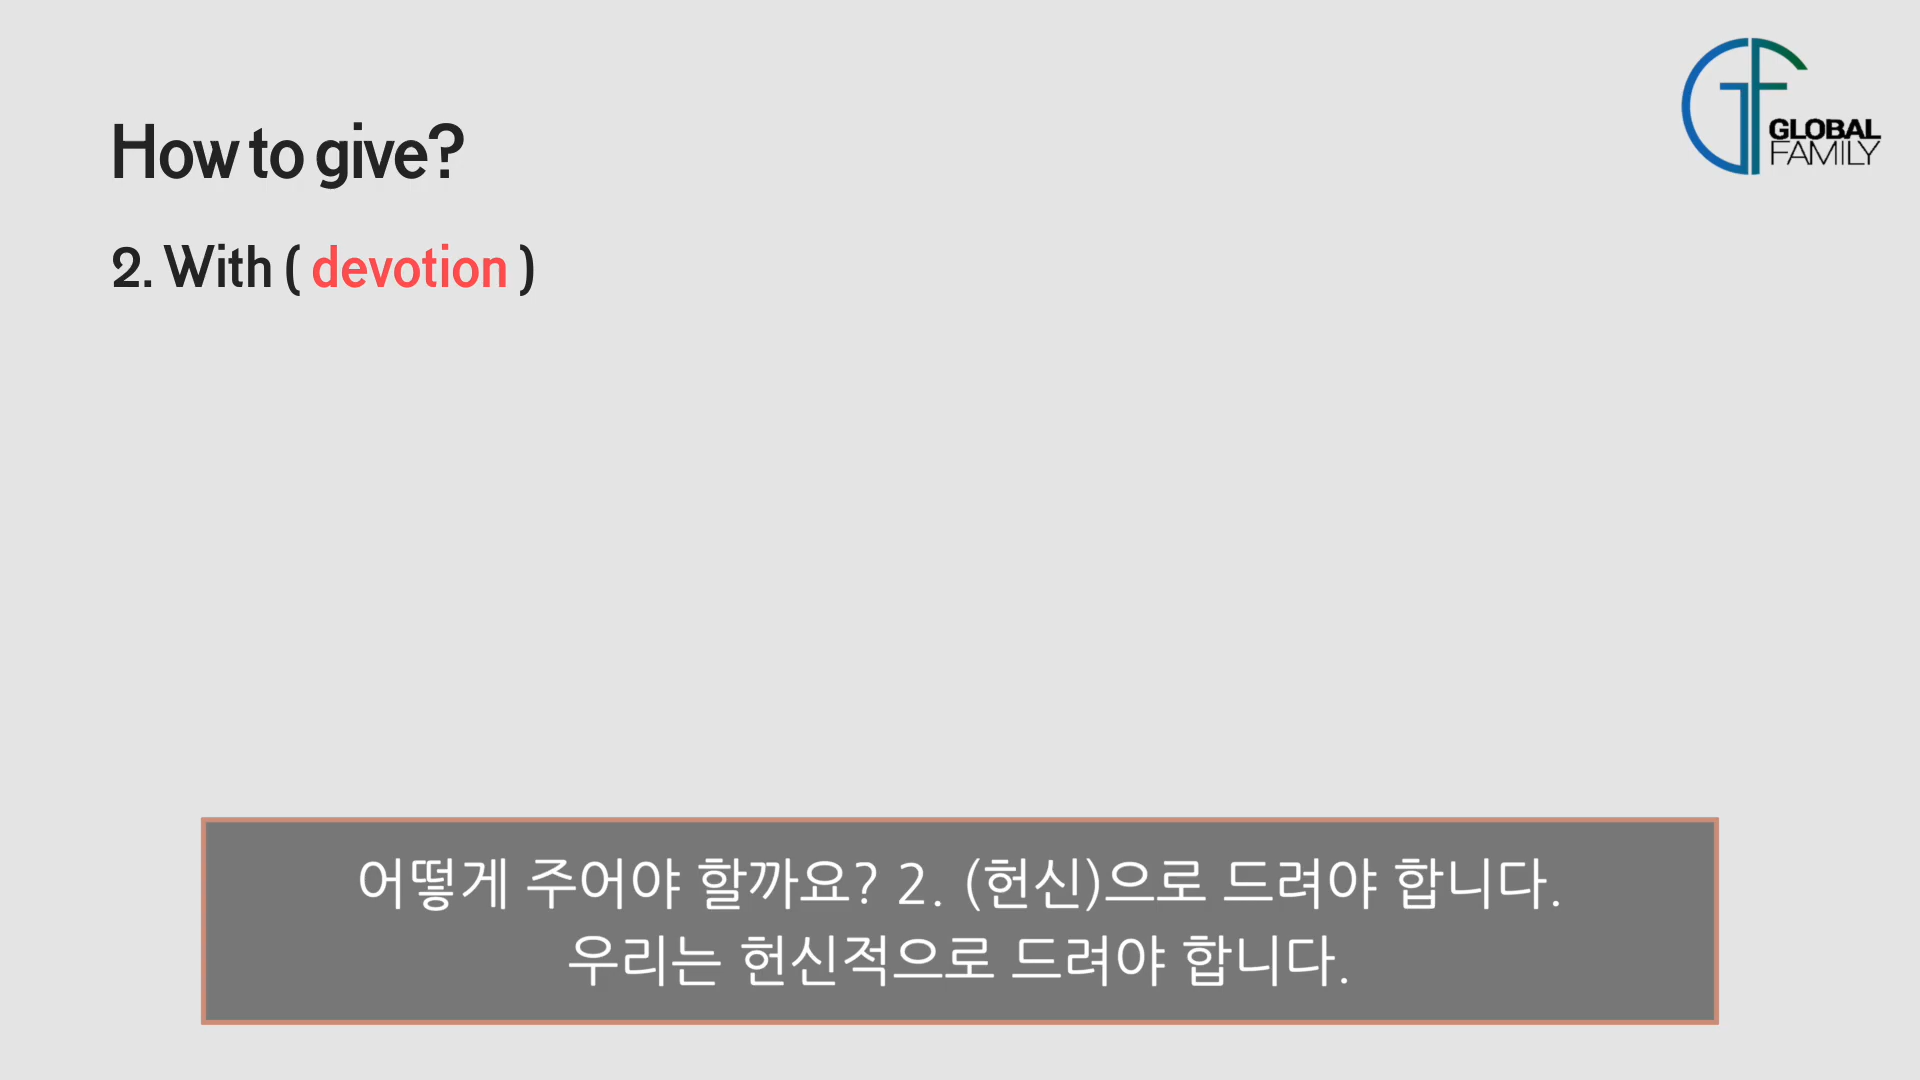 GLOBAL
FAMILY
How to give?
2. With ( devotion )
어떻게 주어야 할까요? 2. (헌신)으로 드려야 합니다.
우리는 헌신적으로 드려야 합니다.